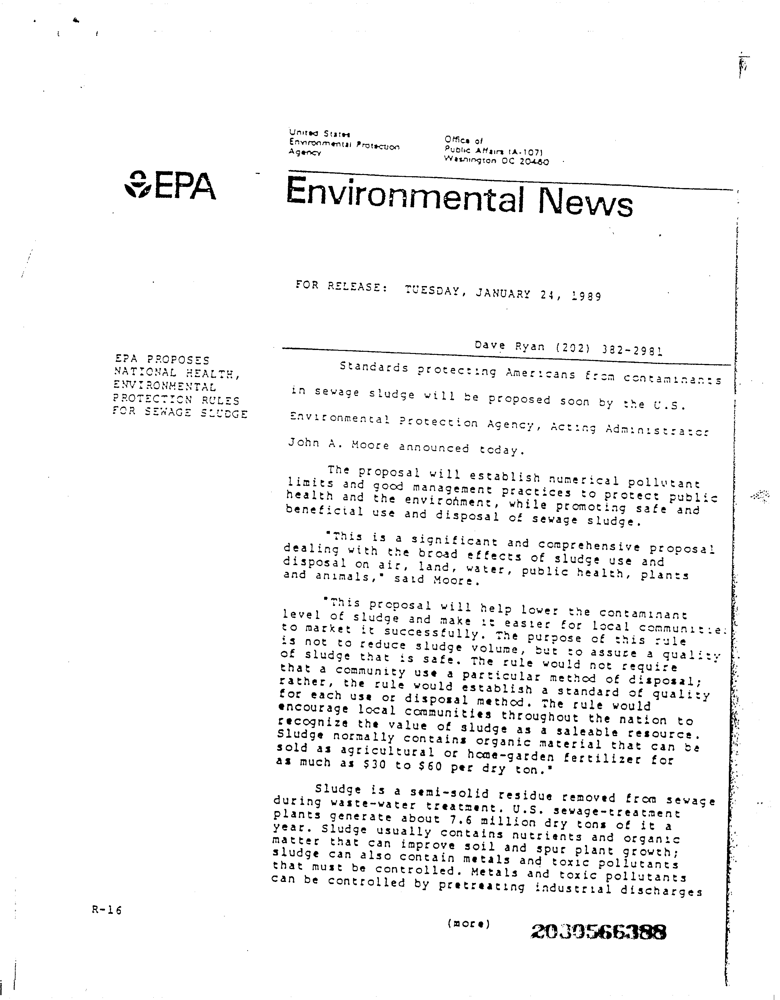 United States
Environmental Protection
Agency
Office of
Public Affairs (A-107)
Washington DC 20460
EPA
Environmental News
FOR RELEASE: TUESDAY, JANUARY 24, 1989
Dave Ryan (202) 382-2981
EPA PROPOSES
NATIONAL HEALTH,
ENVIRONMENTAL
PROTECTION RULES
FOR SEWAGE SLUDGE
Standards protecting Americans from contaminants
in sewage sludge will be proposed soon by the U.S.
Environmental Protection Agency, Acting Administrator
John A. Moore announced today.
The proposal will establish numerical pollutant
limits and good management practices to protect public
health and the environment, while promoting safe and
beneficial use and disposal of sewage sludge.
"This is a significant and comprehensive proposal
dealing with the broad effects of sludge use and
disposal on air, land, water, public health, plants
and animals," said Moore.
"This proposal will help lower the contaminant
level of sludge and make it easier for local communitie
to market it successfully. The purpose of this rule
is not to reduce sludge volume, but to assure a quality
of sludge that is safe. The rule would not require
that a community use a particular method of disposal;
rather, the rule would establish a standard of quality
for each use or disposal method. The rule would
encourage local communities throughout the nation to
recognize the value of sludge as a saleable resource.
Sludge normally contains organic material that can be
sold as agricultural or home-garden fertilizer for
as much as $30 to $60 per dry ton."
Sludge is a semi-solid residue removed from sewage
during waste-water treatment. U.S. sewage-treatment
plants generate about 7.6 million dry tons of it a
year. Sludge usually contains nutrients and organic
matter that can improve soil and spur plant growth;
sludge can also contain metals and toxic pollutants
that must be controlled. Metals and toxic pollutants
can be controlled by pretreating industrial discharges
R-16
(more)
2030566388